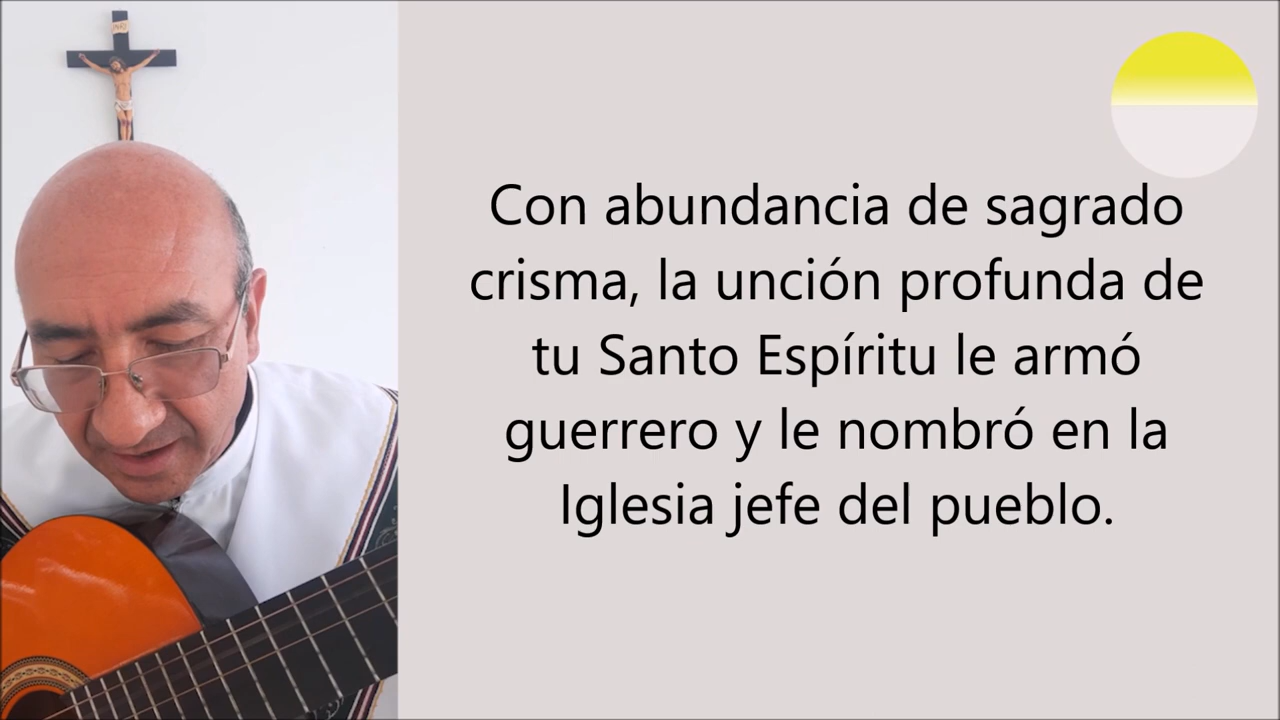 Con abundancia de sagrado
crisma, la unción profunda de
tu Santo Espíritu le armó
guerrero y le nombró en la
Iglesia jefe del pueblo.